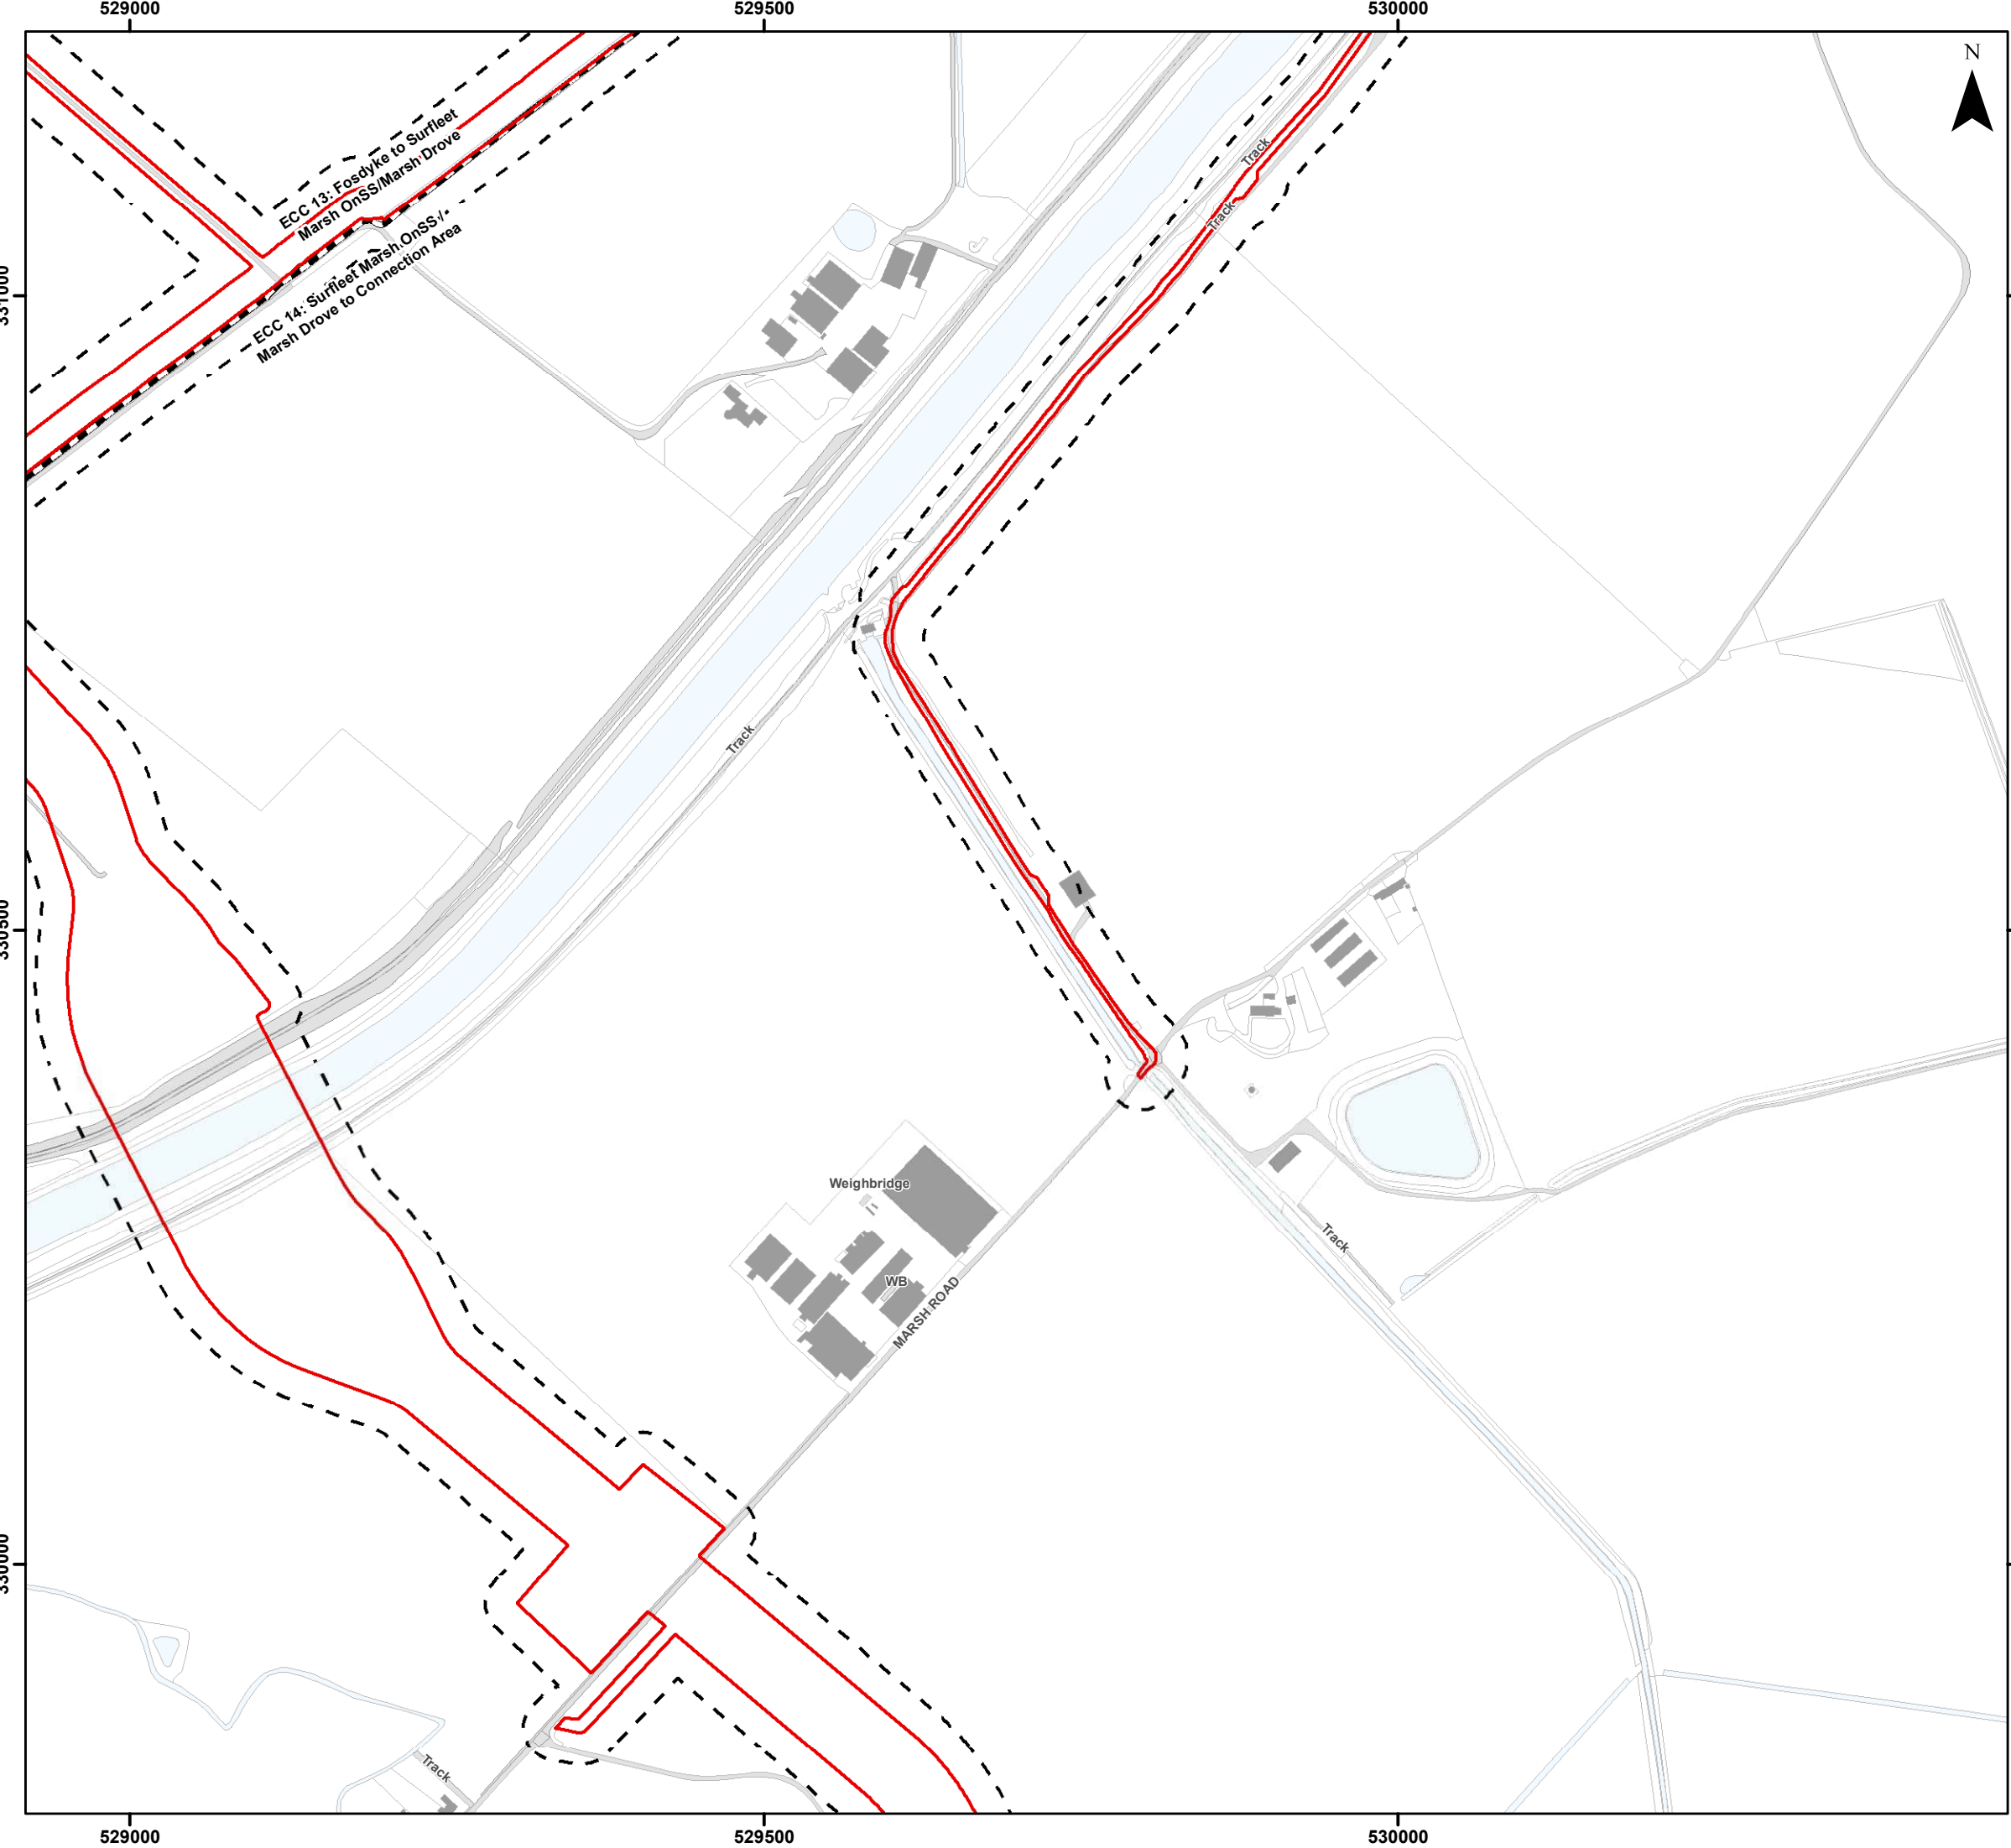 529000
529500
530000
N
ECC 13: Fosdyke to Surfleet
Marsh OnSS/Marsh Drove
ECC 14: Surfleet Marsh OnSS /
Marsh Drove to Connection Area
Track
Track
Track
330500
Weighbridge
WB
MARSH ROAD
Track
330000
Track
529000
529500
530000